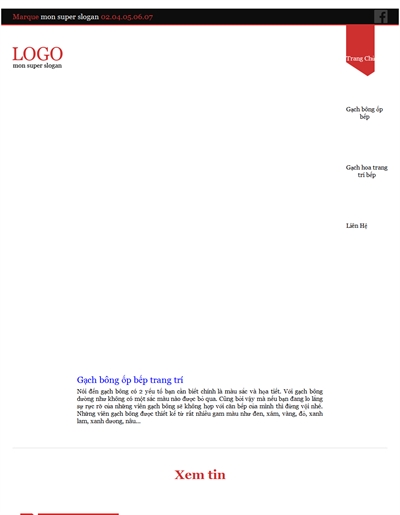 Marque mon super slogan 02.04.05.06.07
LOGO
mon super slogan
Trang Chủ
Gạch bông ốp
bếp
Gạch hoa trang
trí bếp
Liên Hệ
Gạch bông ốp bếp trang trí
Nói đến gạch bông có 2 yếu tố bạn cần biết chính là màu sắc và họa tiết. Với gạch bông
dường như không có một sắc màu nào được bỏ qua. Cũng bởi vậy mà nếu bạn đang lo lắng
sự rực rỡ của những viên gạch bông sẽ không hợp với căn bếp của mình thì đừng vội nhé.
Những viên gạch bông được thiết kế từ rất nhiều gam màu như đen, xám, vàng, đỏ, xanh
lam, xanh dương, nâu...
Xem tin